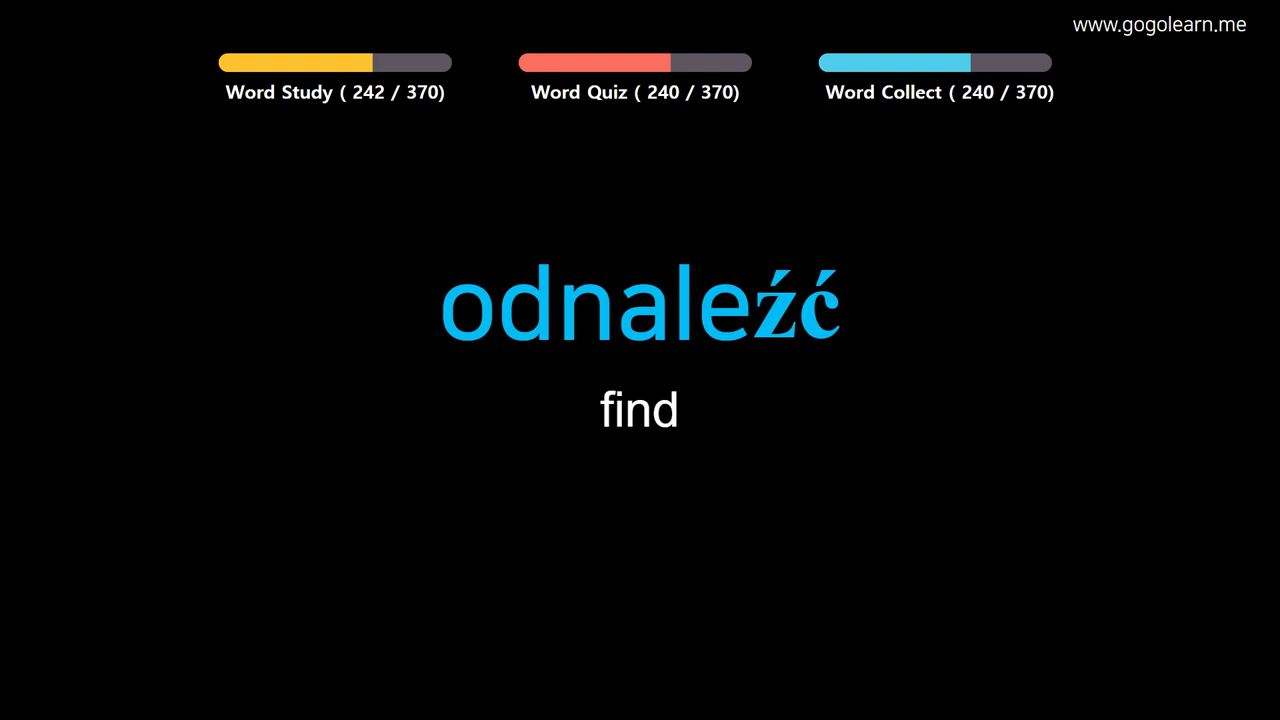 www.gogolearn.me
Word Study ( 242 / 370)
Word Quiz ( 240 / 370)
Word Collect ( 240 / 370)
odnaleźć
find